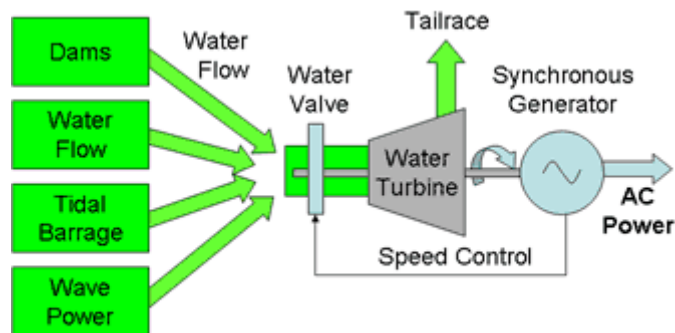 Dams
Water
Flow
Tidal
Barrage
Wave
Power
Water
Flow
Water
Valve
Tailrace
Water
Turbine
Synchronous
Generator
AC
Power
Speed Control